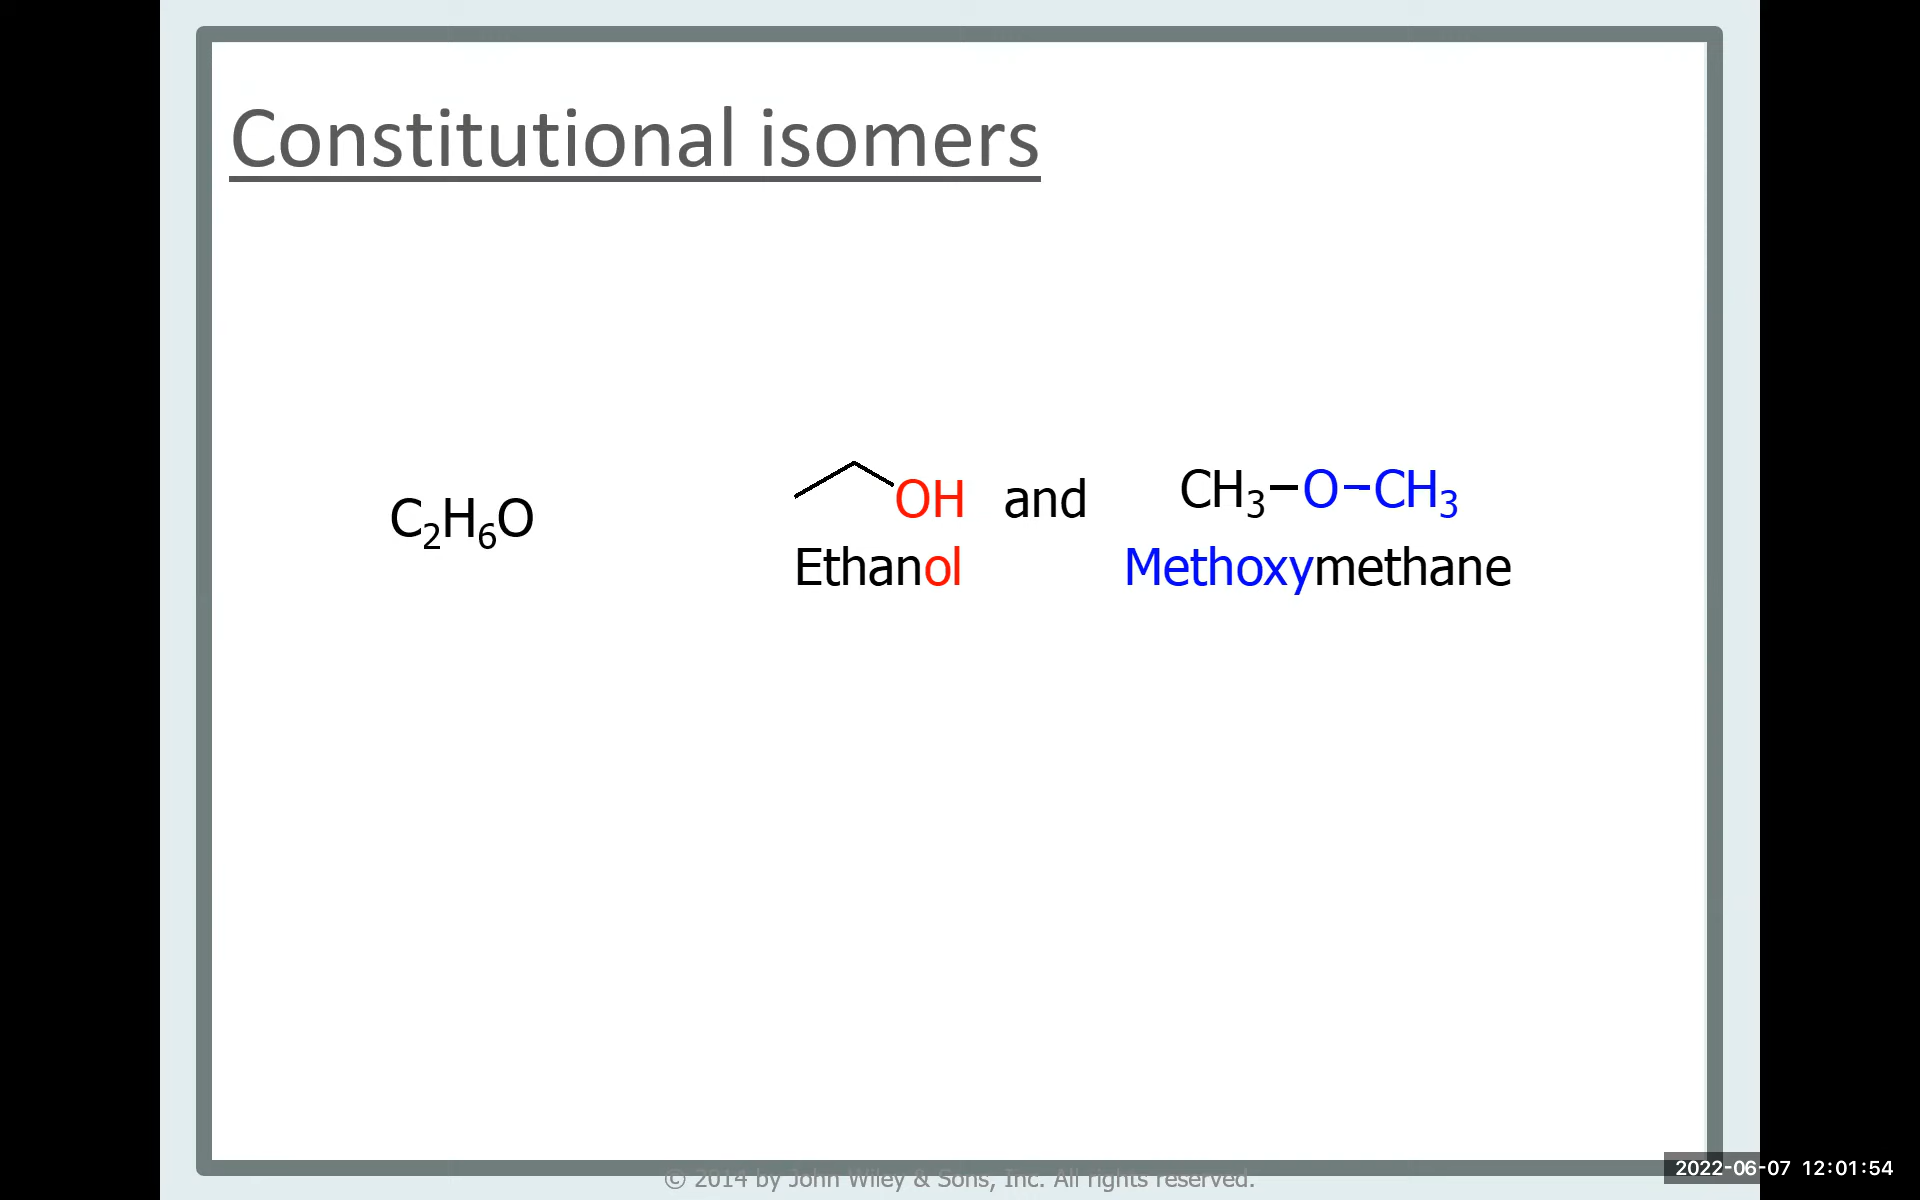 Constitutional isomers
C₂H₆O
OH and CH₃–O–CH₃
Ethanol Methoxymethane
© 2014 by John Wiley & Sons, Inc. All rights reserved.
2022-06-07 12:01:54